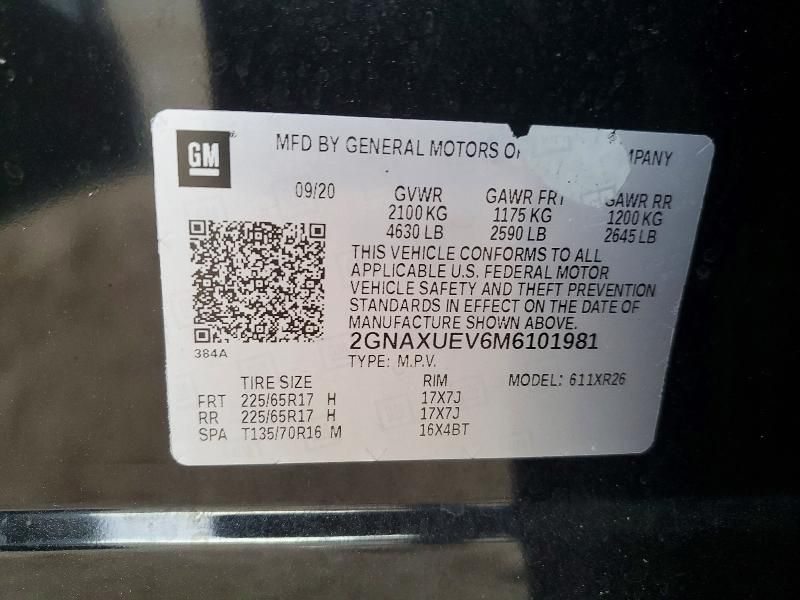 GM
MFD BY GENERAL MOTORS COMPANY
09/20 GVWR GAWR FRT GAWR RR
2100 KG 1175 KG 1200 KG
4630 LB 2590 LB 2645 LB
THIS VEHICLE CONFORMS TO ALL
APPLICABLE U.S. FEDERAL MOTOR
VEHICLE SAFETY AND THEFT PREVENTION
STANDARDS IN EFFECT ON THE DATE OF
MANUFACTURE SHOWN ABOVE.
384A
2GNAXUEV6M6101981
TYPE: M.P.V.
TIRE SIZE RIM MODEL: 611XR26
FRT 225/65R17 H 17X7J
RR 225/65R17 H 17X7J
SPA T135/70R16 M 16X4BT